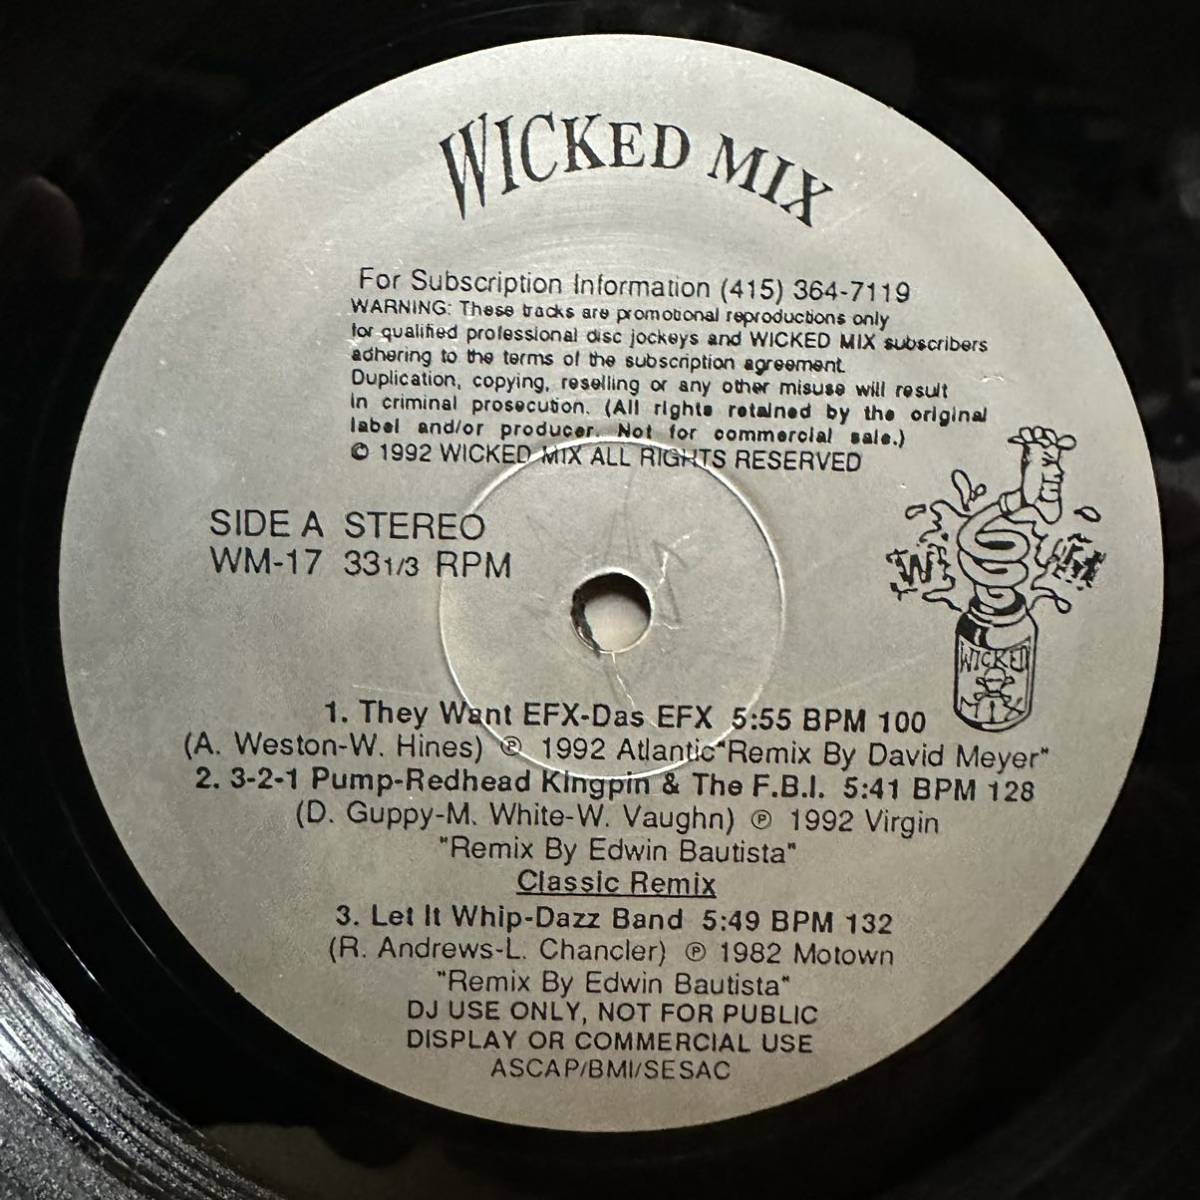 WICKED MIX
For Subscription Information (415) 364-7119
WARNING: These tracks are promotional reproductions only
for qualified professional disc jockeys and WICKED MIX subscribers
adhering to the terms of the subscription agreement.
Duplication, copying, reselling or any other misuse will result
in criminal prosecution. (All rights retained by the original
label and/or producer. Not for commercial sale.)
© 1992 WICKED MIX ALL RIGHTS RESERVED
SIDE A STEREO
WM-17 33 1/3 RPM
WICKED
MIX
1. They Want EFX-Das EFX 5:55 BPM 100
(A. Weston-W. Hines) ℗ 1992 Atlantic "Remix By David Meyer"
2. 3-2-1 Pump-Redhead Kingpin & The F.B.I. 5:41 BPM 128
(D. Guppy-M. White-W. Vaughn) ℗ 1992 Virgin
"Remix By Edwin Bautista"
Classic Remix
3. Let It Whip-Dazz Band 5:49 BPM 132
(R. Andrews-L. Chancler) ℗ 1982 Motown
"Remix By Edwin Bautista"
DJ USE ONLY, NOT FOR PUBLIC
DISPLAY OR COMMERCIAL USE
ASCAP/BMI/SESAC